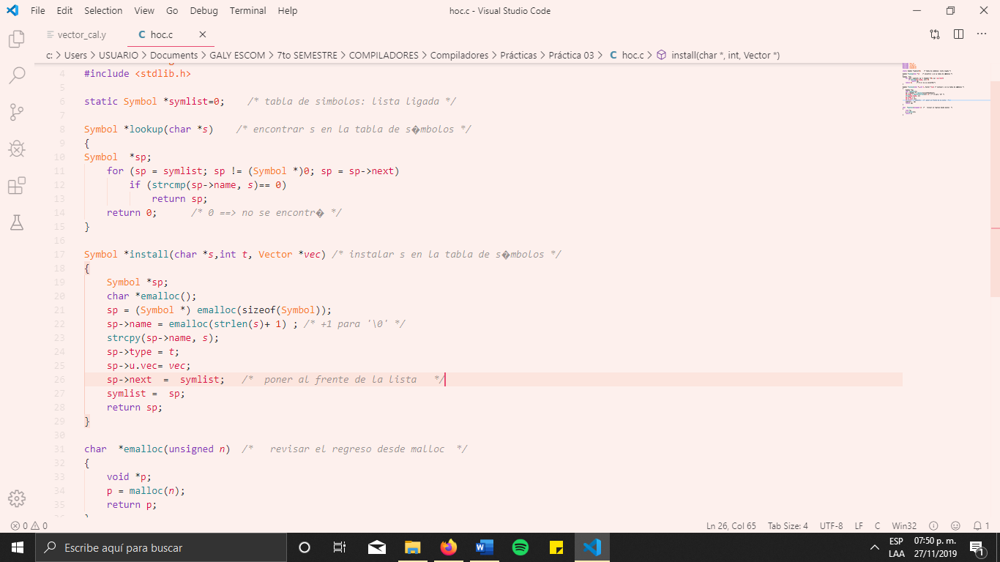 File Edit Selection View Go Debug Terminal Help hoc.c - Visual Studio Code
vector_cal.y C hoc.c
c: > Users > USUARIO > Documents > GALY ESCOM > 7to SEMESTRE > COMPILADORES > Compiladores > Prácticas > Práctica 03 > C hoc.c > install(char *, int, Vector *)
4 #include <stdlib.h>
5
6 static Symbol *symlist=0;    /* tabla de simbolos: lista ligada */
7
8 Symbol *lookup(char *s)    /* encontrar s en la tabla de s�mbolos */
9 {
10 Symbol  *sp;
11     for (sp = symlist; sp != (Symbol *)0; sp = sp->next)
12         if (strcmp(sp->name, s)== 0)
13             return sp;
14     return 0;      /* 0 ==> no se encontr� */
15 }
16
17 Symbol *install(char *s,int t, Vector *vec) /* instalar s en la tabla de s�mbolos */
18 {
19     Symbol *sp;
20     char *emalloc();
21     sp = (Symbol *) emalloc(sizeof(Symbol));
22     sp->name = emalloc(strlen(s)+ 1) ; /* +1 para '\0' */
23     strcpy(sp->name, s);
24     sp->type = t;
25     sp->u.vec= vec;
26     sp->next  =  symlist;   /*  poner al frente de la lista   */
27     symlist =  sp;
28     return sp;
29 }
30
31 char  *emalloc(unsigned n)  /*   revisar el regreso desde malloc  */
32 {
33     void *p;
34     p = malloc(n);
35     return p;
0 0 Ln 26, Col 65 Tab Size: 4 UTF-8 LF C Win32 1
Escribe aquí para buscar ESP 07:50 p. m.
LAA 27/11/2019 1